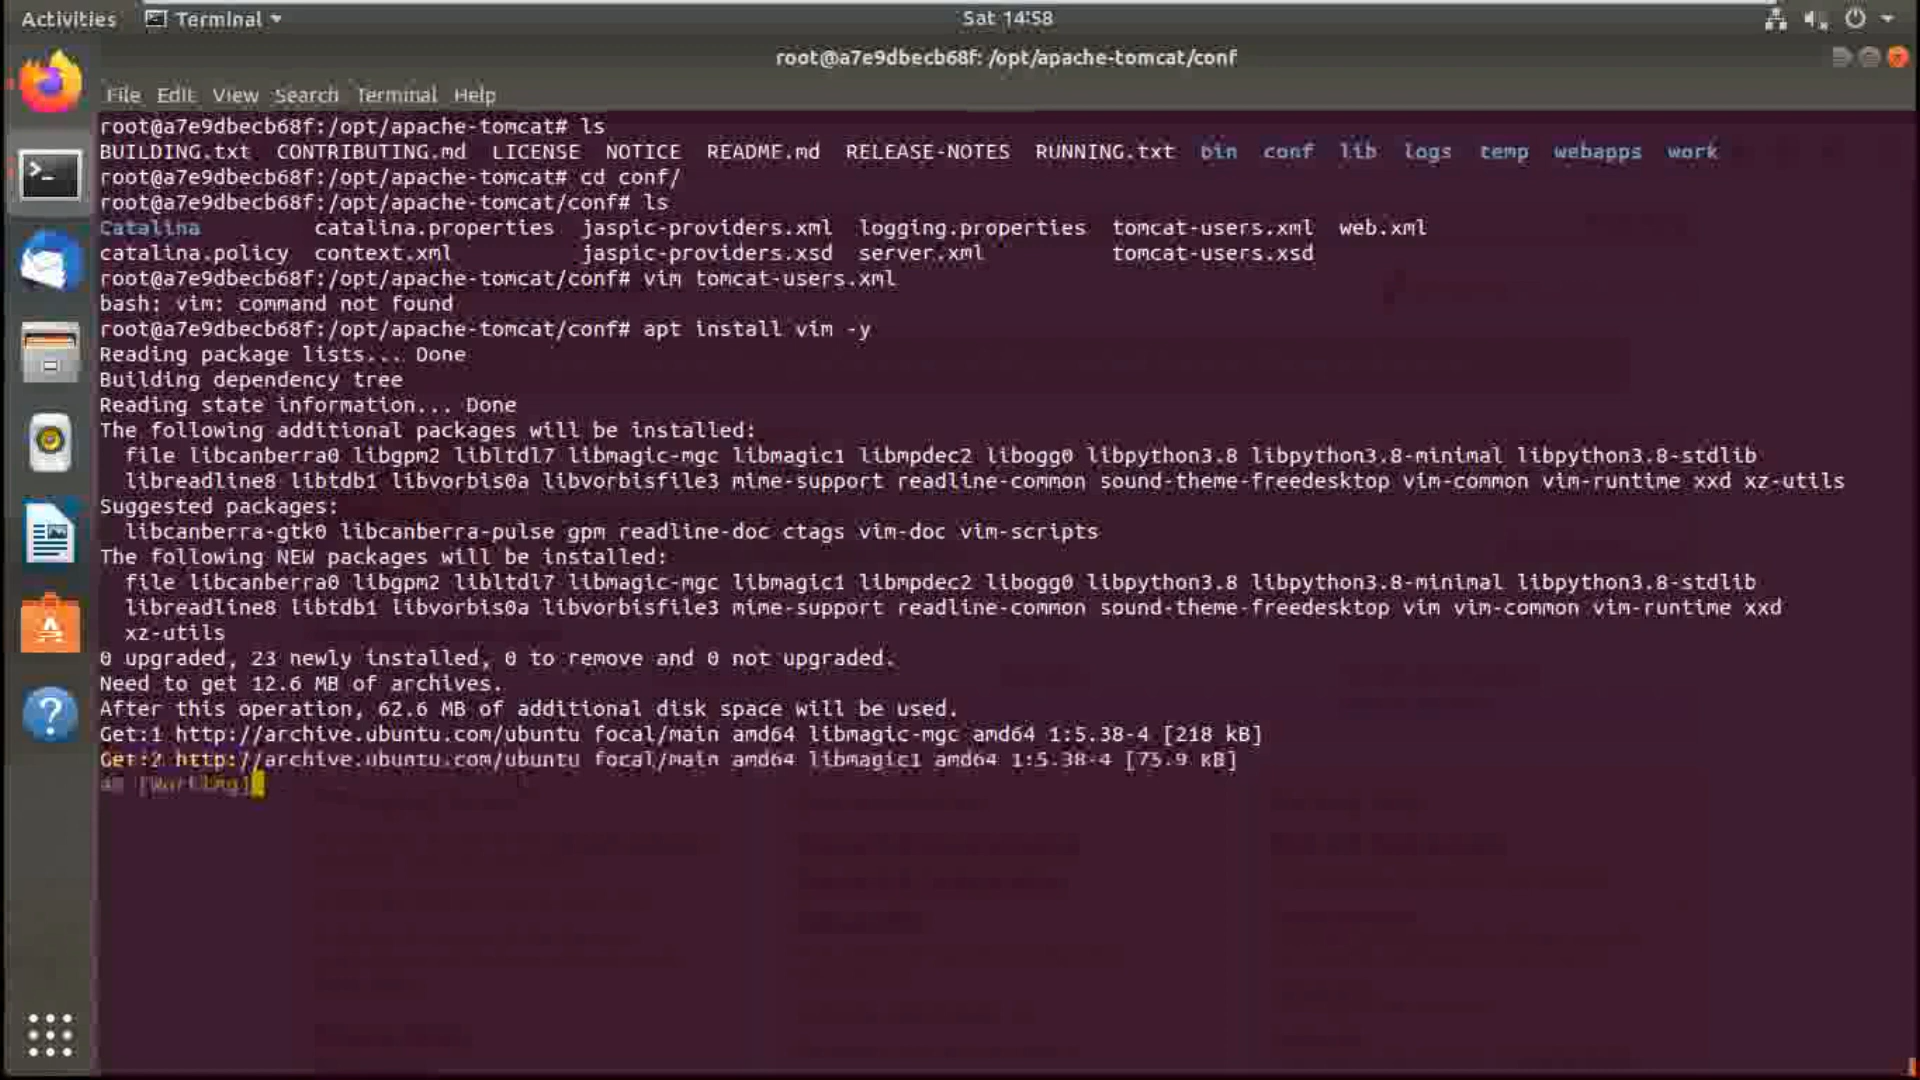 Activities
Terminal
Sat 14:58
root@a7e9dbecb68f: /opt/apache-tomcat/conf
File Edit View Search Terminal Help
root@a7e9dbecb68f:/opt/apache-tomcat# ls
BUILDING.txt CONTRIBUTING.md LICENSE NOTICE README.md RELEASE-NOTES RUNNING.txt bin conf lib logs temp webapps work
root@a7e9dbecb68f:/opt/apache-tomcat# cd conf/
root@a7e9dbecb68f:/opt/apache-tomcat/conf# ls
Catalina catalina.properties jaspic-providers.xml logging.properties tomcat-users.xml web.xml
catalina.policy context.xml jaspic-providers.xsd server.xml tomcat-users.xsd
root@a7e9dbecb68f:/opt/apache-tomcat/conf# vim tomcat-users.xml
bash: vim: command not found
root@a7e9dbecb68f:/opt/apache-tomcat/conf# apt install vim -y
Reading package lists... Done
Building dependency tree
Reading state information... Done
The following additional packages will be installed:
file libcanberra0 libgpm2 libltdl7 libmagic-mgc libmagic1 libmpdec2 libogg0 libpython3.8 libpython3.8-minimal libpython3.8-stdlib
libreadline8 libtdb1 libvorbis0a libvorbisfile3 mime-support readline-common sound-theme-freedesktop vim-common vim-runtime xxd xz-utils
Suggested packages:
libcanberra-gtk0 libcanberra-pulse gpm readline-doc ctags vim-doc vim-scripts
The following NEW packages will be installed:
file libcanberra0 libgpm2 libltdl7 libmagic-mgc libmagic1 libmpdec2 libogg0 libpython3.8 libpython3.8-minimal libpython3.8-stdlib
libreadline8 libtdb1 libvorbis0a libvorbisfile3 mime-support readline-common sound-theme-freedesktop vim vim-common vim-runtime xxd
xz-utils
0 upgraded, 23 newly installed, 0 to remove and 0 not upgraded.
Need to get 12.6 MB of archives.
After this operation, 62.6 MB of additional disk space will be used.
Get:1 http://archive.ubuntu.com/ubuntu focal/main amd64 libmagic-mgc amd64 1:5.38-4 [218 kB]
Get:2 http://archive.ubuntu.com/ubuntu focal/main amd64 libmagic1 amd64 1:5.38-4 [75.9 kB]
[Working]